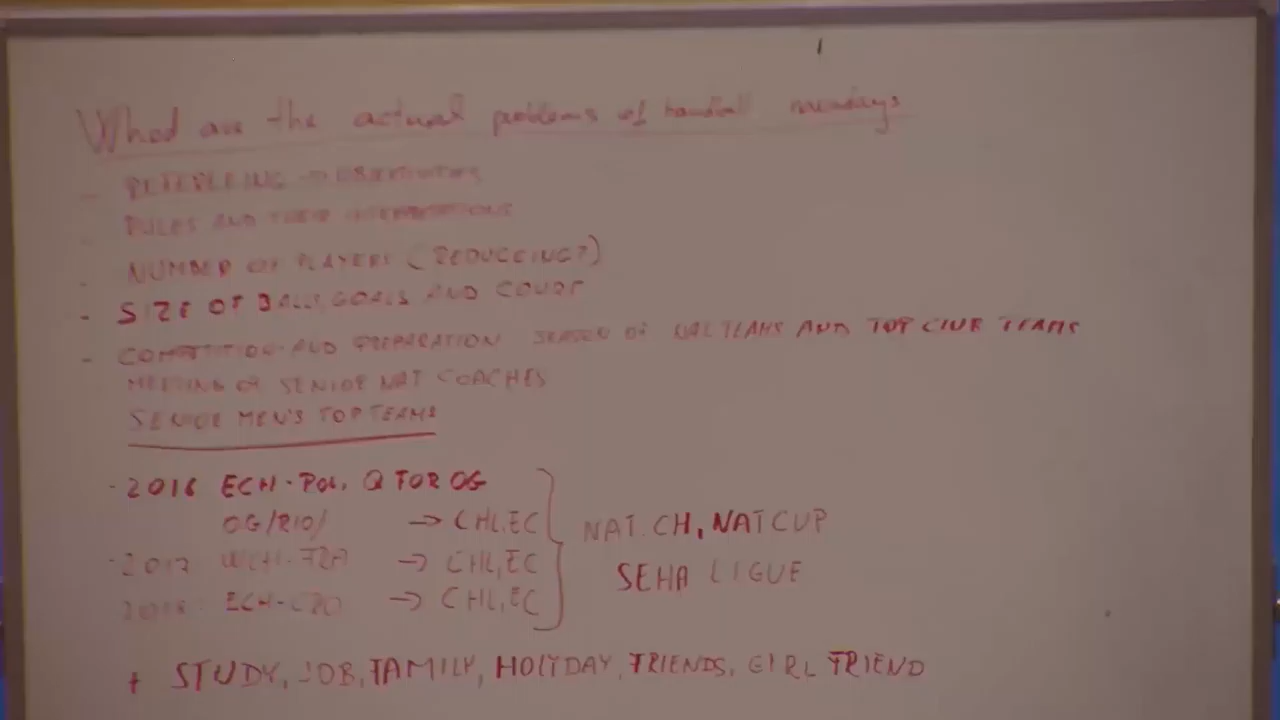 What are the actual problems of handball
- REFEREEING → OBJECTIVITIES
- RULES AND THEIR INTERPRETATIONS
- NUMBER OF PLAYERS (REDUCEING?)
- SIZE OF BALLS, GOALS AND COURT
- COMPETITION AND PREPARATION SEASON OF NAT. TEAMS AND TOP CLUB TEAMS
MEETING OF SENIOR NAT COACHES
SENIOR MEN'S TOP TEAMS
- 2016 ECH-POL, Q FOR OG
OG/RIO/ → CHL, EC NAT. CH, NAT CUP
- 2017 WCH-FRA → CHL, EC SEHA LIGUE
2018 ECH-CRO → CHL, EC
+ STUDY, JOB, FAMILY, HOLYDAY, FRIENDS, GIRL FRIEND